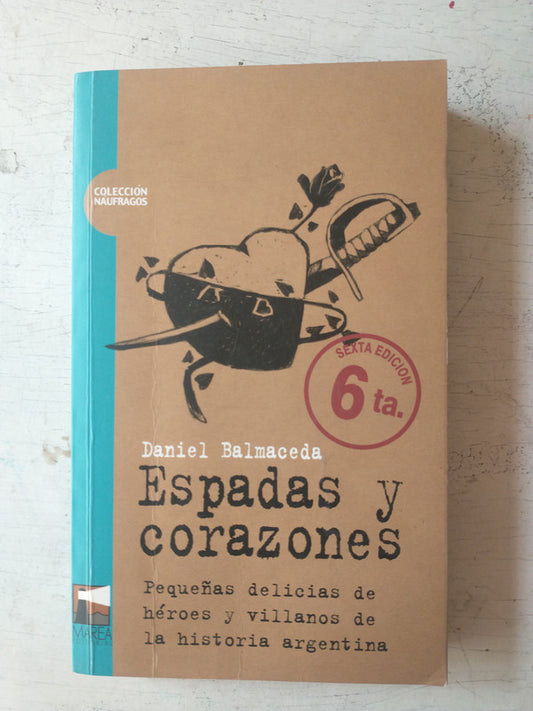 COLECCIÓN
NAUFRAGOS
SEXTA EDICION
6 ta.
Daniel Balmaceda
Espadas y
corazones
Pequeñas delicias de
héroes y villanos de
la historia argentina
MAREA